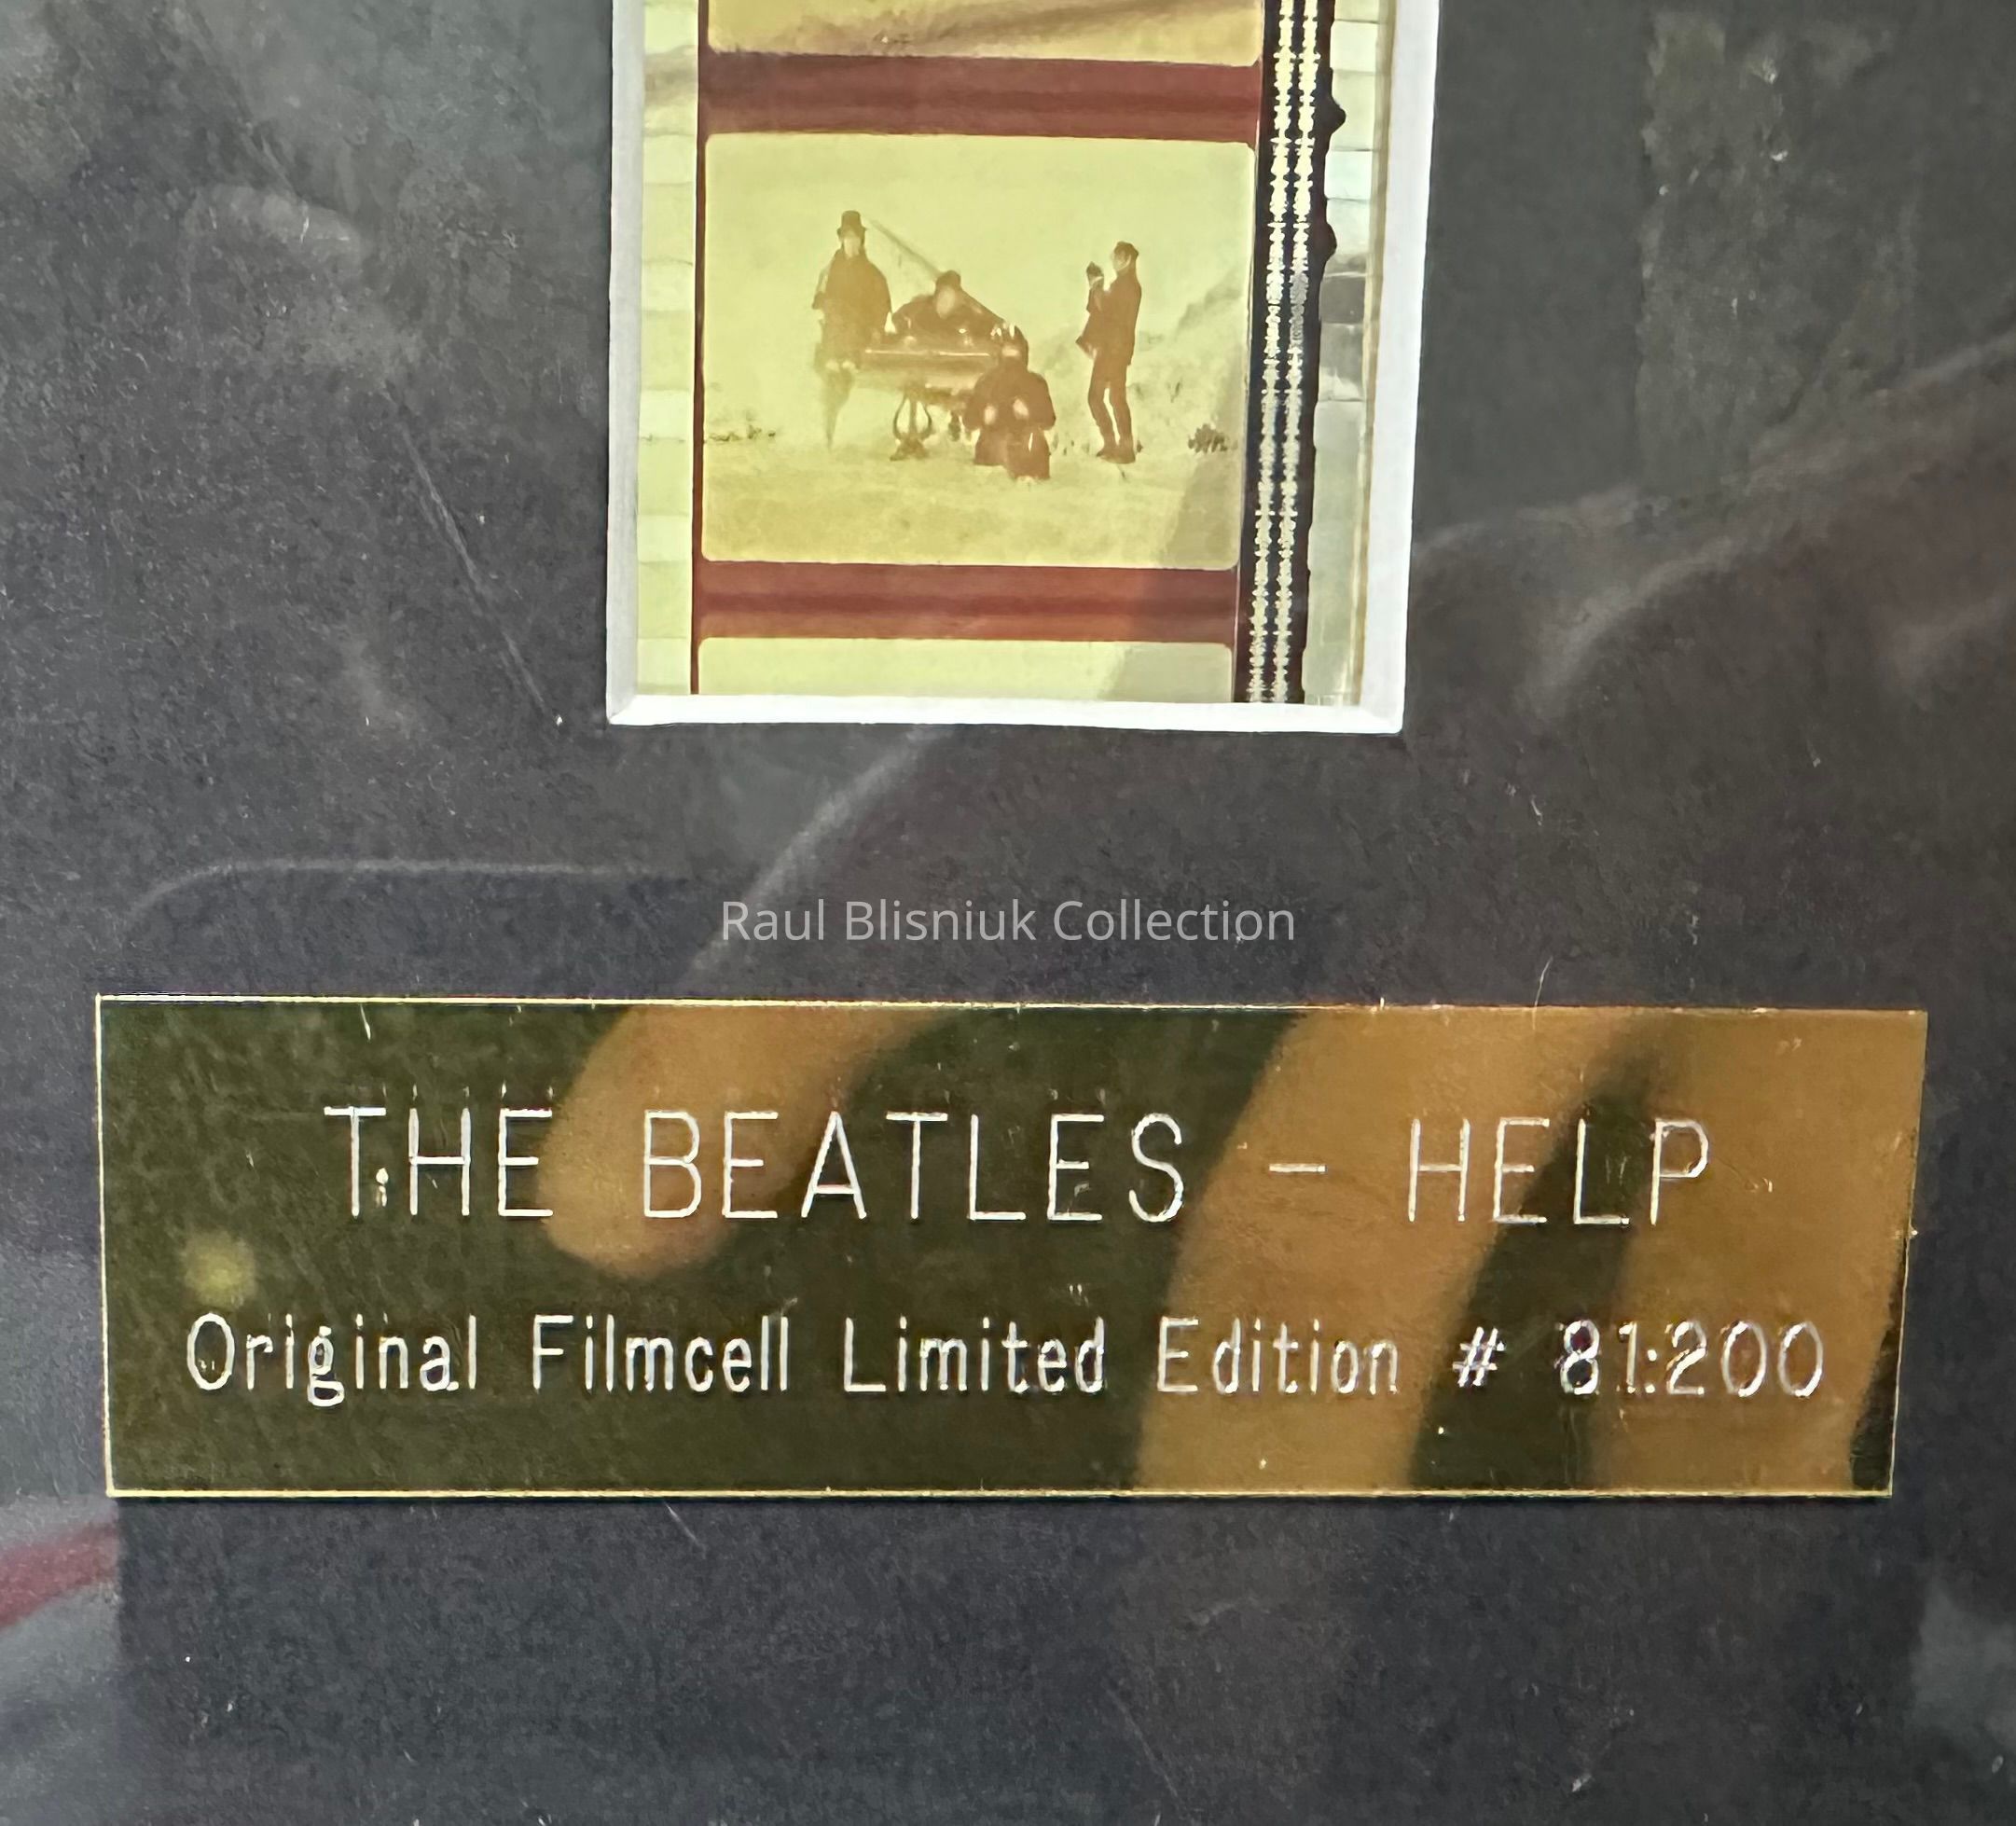 Raul Blisniuk Collection
THE BEATLES - HELP
Original Filmcell Limited Edition # 81:200